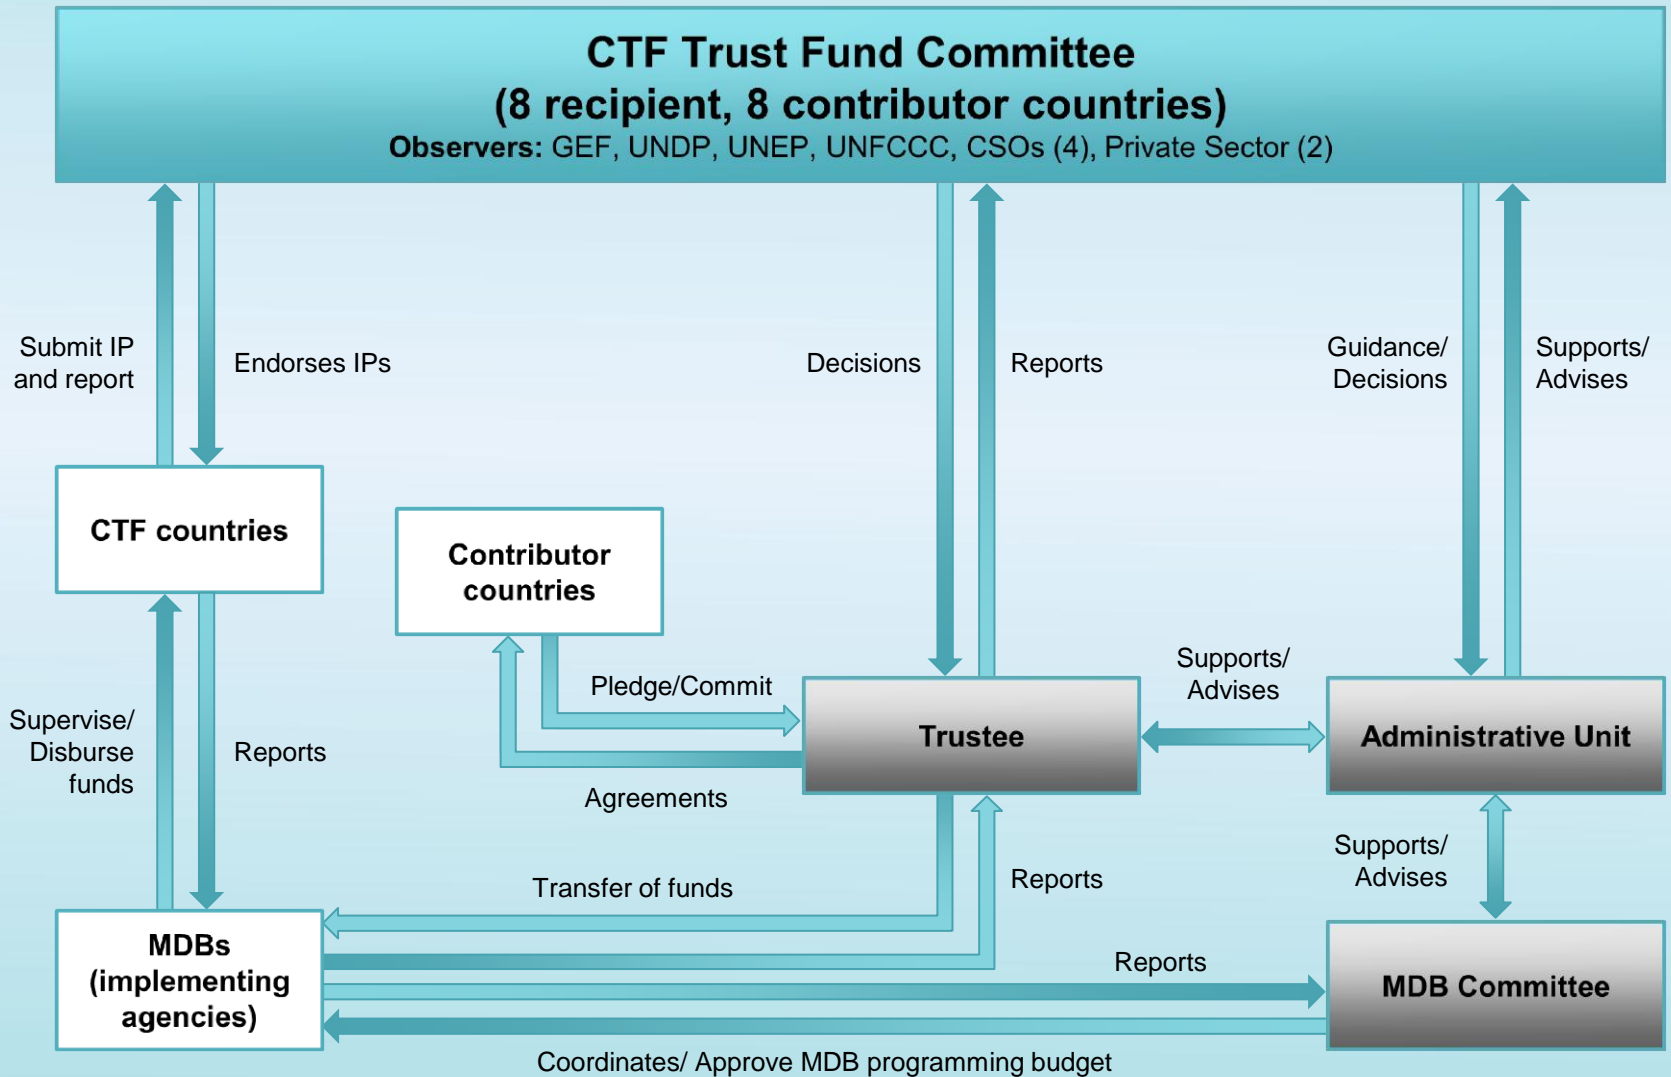 CTF Trust Fund Committee
(8 recipient, 8 contributor countries)
Observers: GEF, UNDP, UNEP, UNFCCC, CSOs (4), Private Sector (2)
Submit IP
and report
Endorses IPs
Decisions
Reports
Guidance/
Decisions
Supports/
Advises
CTF countries
Contributor
countries
Pledge/Commit
Agreements
Trustee
Supports/
Advises
Administrative Unit
Supervise/
Disburse
funds
Reports
Transfer of funds
Reports
Supports/
Advises
MDBs
(implementing
agencies)
Reports
MDB Committee
Coordinates/ Approve MDB programming budget